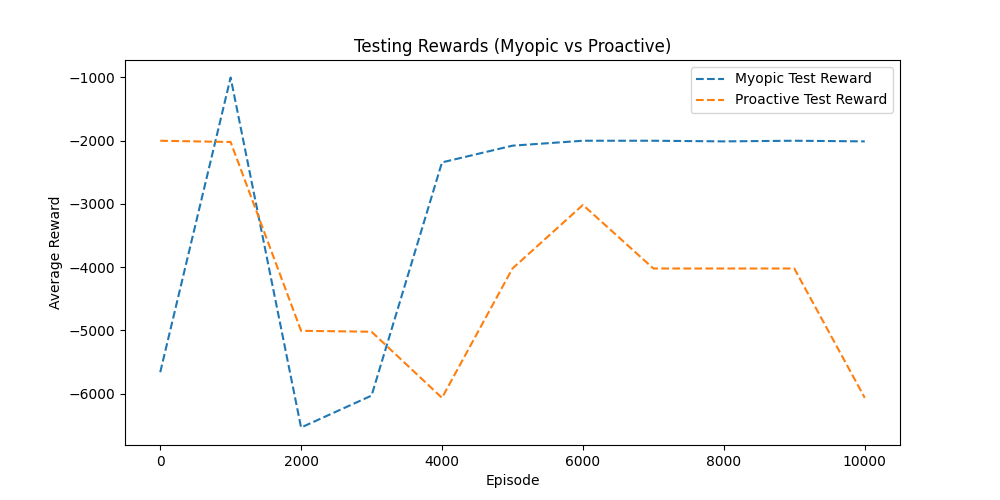 Testing Rewards (Myopic vs Proactive)
Myopic Test Reward
Proactive Test Reward
Average Reward
−1000
−2000
−3000
−4000
−5000
−6000
0 2000 4000 6000 8000 10000
Episode